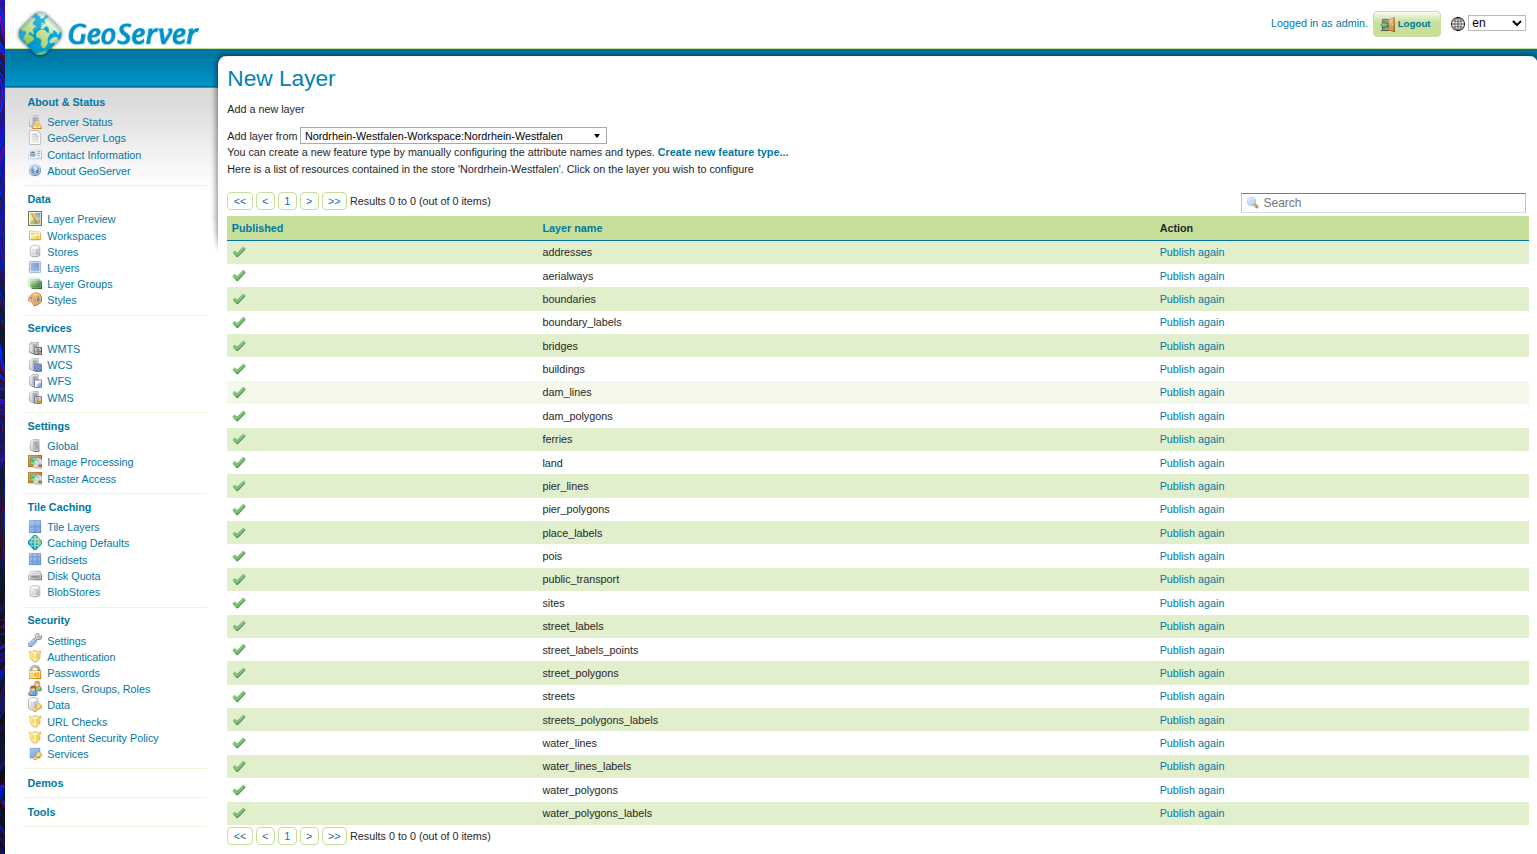 GeoServer
Logged in as admin. Logout en
New Layer
Add a new layer
Add layer from Nordrhein-Westfalen-Workspace:Nordrhein-Westfalen
You can create a new feature type by manually configuring the attribute names and types. Create new feature type...
Here is a list of resources contained in the store 'Nordrhein-Westfalen'. Click on the layer you wish to configure
<< < 1 > >> Results 0 to 0 (out of 0 items)
Search
Published Layer name Action
addresses Publish again
aerialways Publish again
boundaries Publish again
boundary_labels Publish again
bridges Publish again
buildings Publish again
dam_lines Publish again
dam_polygons Publish again
ferries Publish again
land Publish again
pier_lines Publish again
pier_polygons Publish again
place_labels Publish again
pois Publish again
public_transport Publish again
sites Publish again
street_labels Publish again
street_labels_points Publish again
street_polygons Publish again
streets Publish again
streets_polygons_labels Publish again
water_lines Publish again
water_lines_labels Publish again
water_polygons Publish again
water_polygons_labels Publish again
<< < 1 > >> Results 0 to 0 (out of 0 items)
About & Status
Server Status
GeoServer Logs
Contact Information
About GeoServer
Data
Layer Preview
Workspaces
Stores
Layers
Layer Groups
Styles
Services
WMTS
WCS
WFS
WMS
Settings
Global
Image Processing
Raster Access
Tile Caching
Tile Layers
Caching Defaults
Gridsets
Disk Quota
BlobStores
Security
Settings
Authentication
Passwords
Users, Groups, Roles
Data
URL Checks
Content Security Policy
Services
Demos
Tools